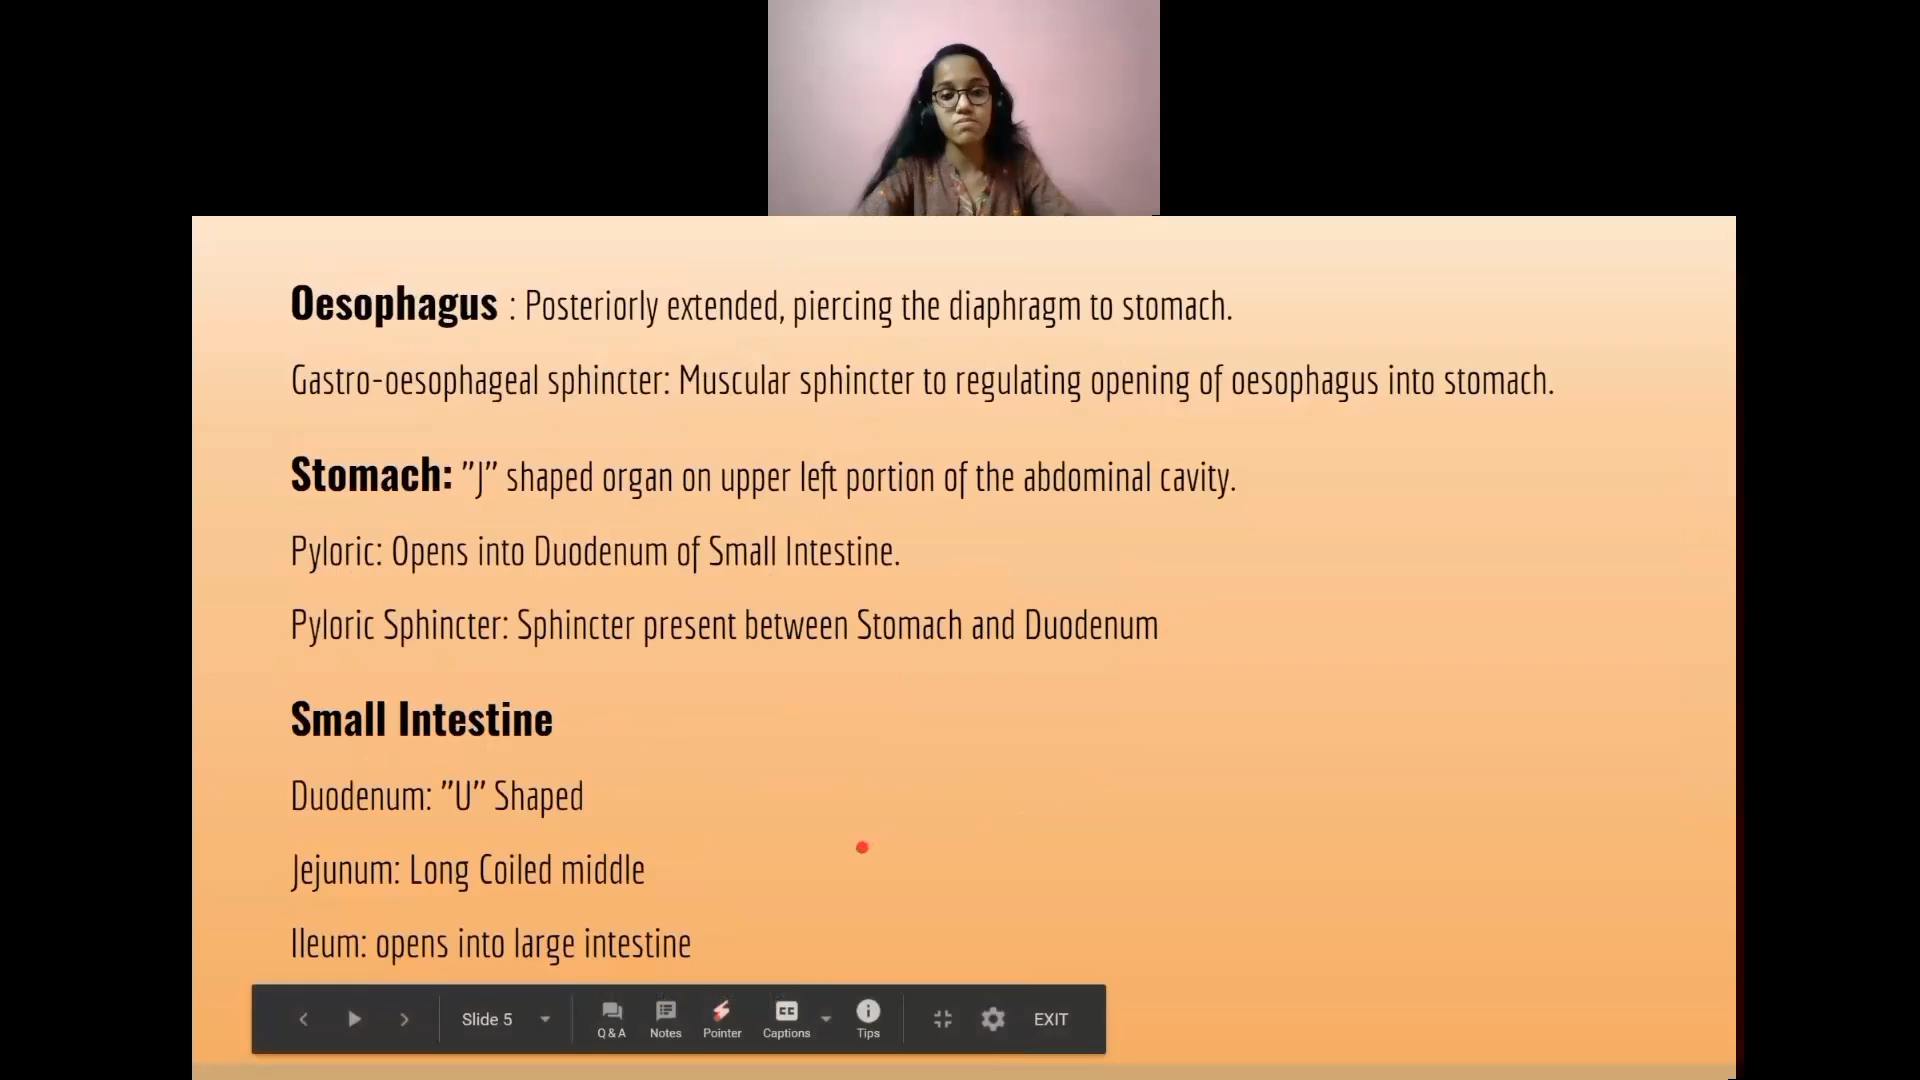 Oesophagus : Posteriorly extended, piercing the diaphragm to stomach.
Gastro-oesophageal sphincter: Muscular sphincter to regulating opening of oesophagus into stomach.
Stomach: "J" shaped organ on upper left portion of the abdominal cavity.
Pyloric: Opens into Duodenum of Small Intestine.
Pyloric Sphincter: Sphincter present between Stomach and Duodenum
Small Intestine
Duodenum: "U" Shaped
Jejunum: Long Coiled middle
Ileum: opens into large intestine
Slide 5 Q & A Notes Pointer CC Captions Tips EXIT